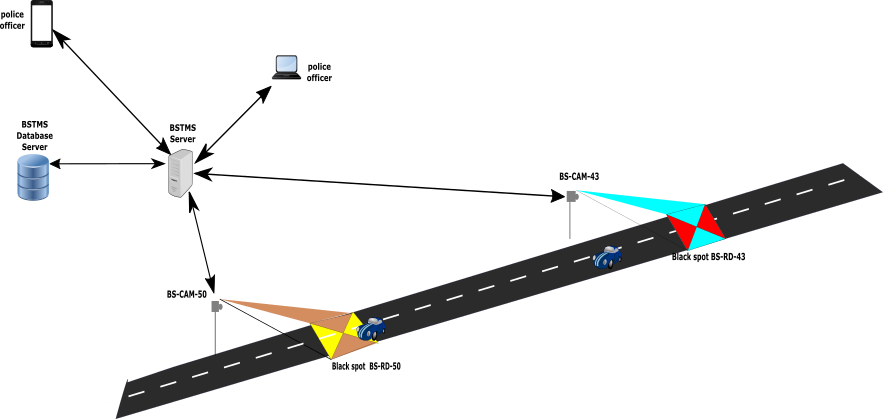 police
officer
police
officer
BSTMS
Database
Server
BSTMS
Server
BS-CAM-43
Black spot BS-RD-43
BS-CAM-50
Black spot BS-RD-50